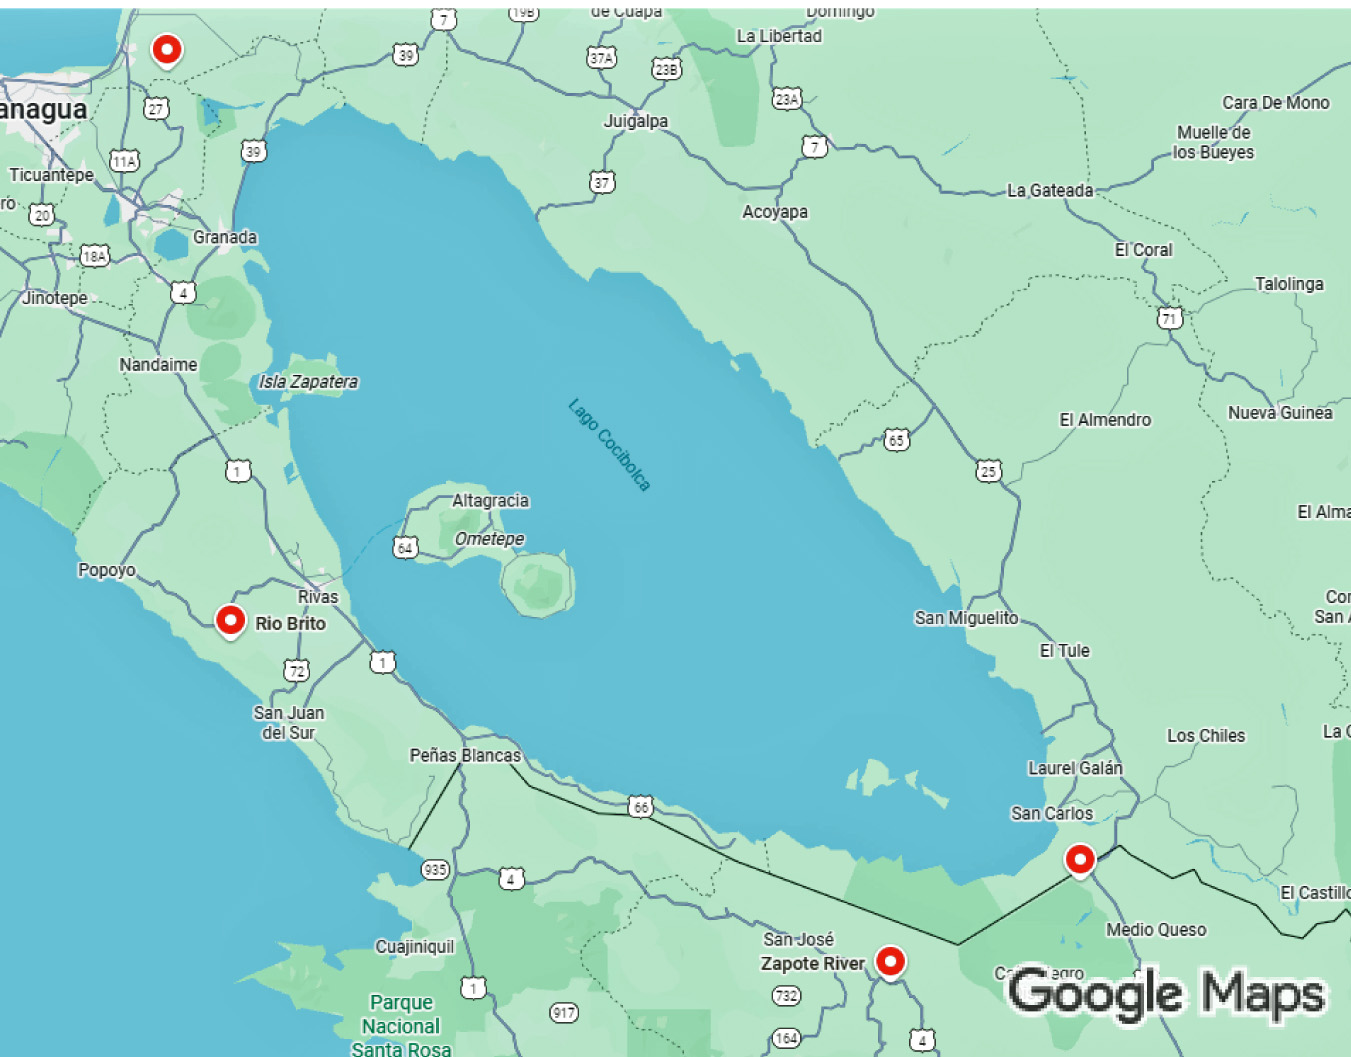 de Cuapa
Domingo
19B
7
La Libertad
39
37A
23B
23A
Cara De Mono
anagua
27
Juigalpa
Muelle de
los Bueyes
7
39
11A
Ticuantepe
37
La Gateada
ro
20
Acoyapa
Granada
El Coral
18A
Talolinga
Jinotepe
4
71
Nandaime
Isla Zapatera
Lago Cocibolca
El Almendro
Nueva Guinea
65
1
25
Altagracia
El Alma
Ometepe
64
Popoyo
Rivas
Cor
San A
Rio Brito
San Miguelito
El Tule
1
72
San Juan
del Sur
Los Chiles
La C
Peñas Blancas
Laurel Galán
66
San Carlos
935
4
El Castillo
Medio Queso
San José
Zapote River
Cuajiniquil
1
732
Google Maps
Parque
Nacional
Santa Rosa
917
164
4